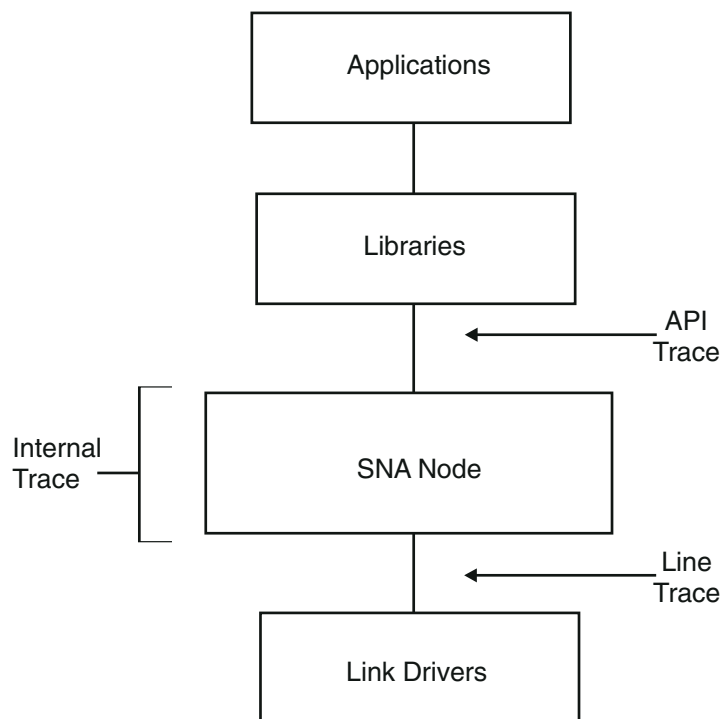 Applications
Libraries
API
Trace
Internal
Trace
SNA Node
Line
Trace
Link Drivers